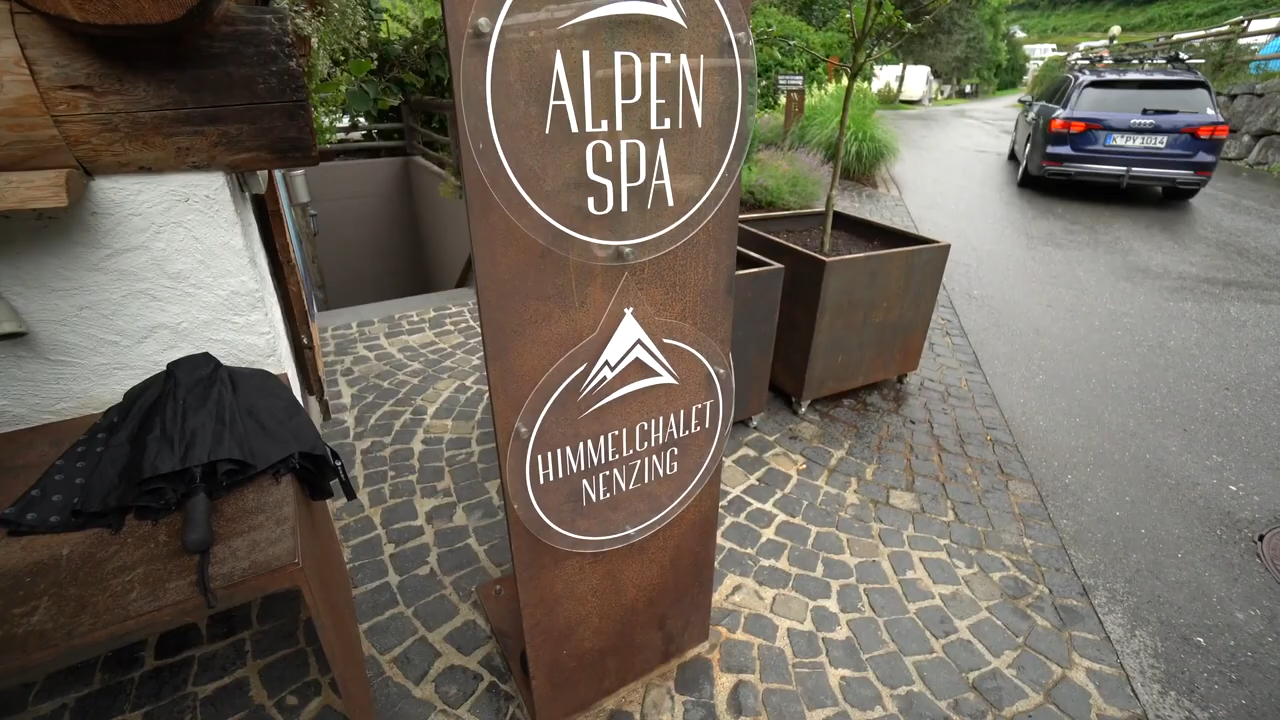 ALPEN
SPA
HIMMELCHALET
NENZING
K PY 1014